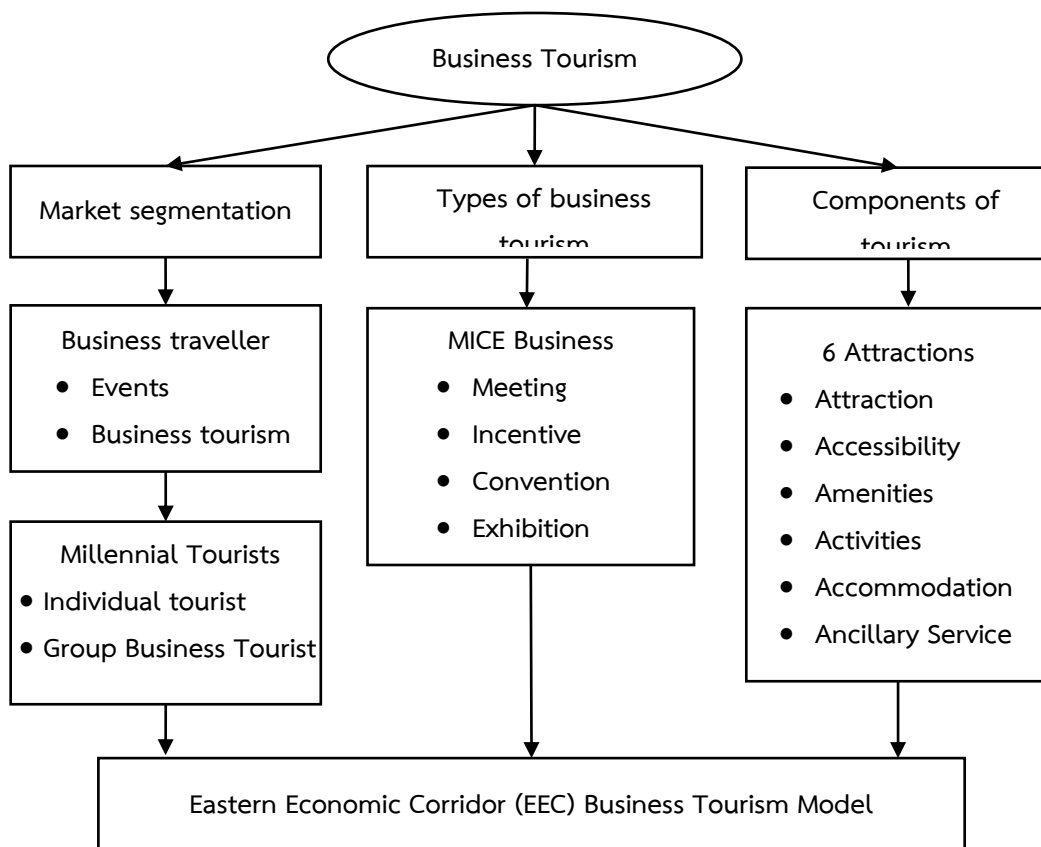 Business Tourism
Market segmentation
Types of business
tourism
Components of
tourism
Business traveller
• Events
• Business tourism
MICE Business
• Meeting
• Incentive
• Convention
• Exhibition
6 Attractions
• Attraction
• Accessibility
• Amenities
• Activities
• Accommodation
• Ancillary Service
Millennial Tourists
• Individual tourist
• Group Business Tourist
Eastern Economic Corridor (EEC) Business Tourism Model